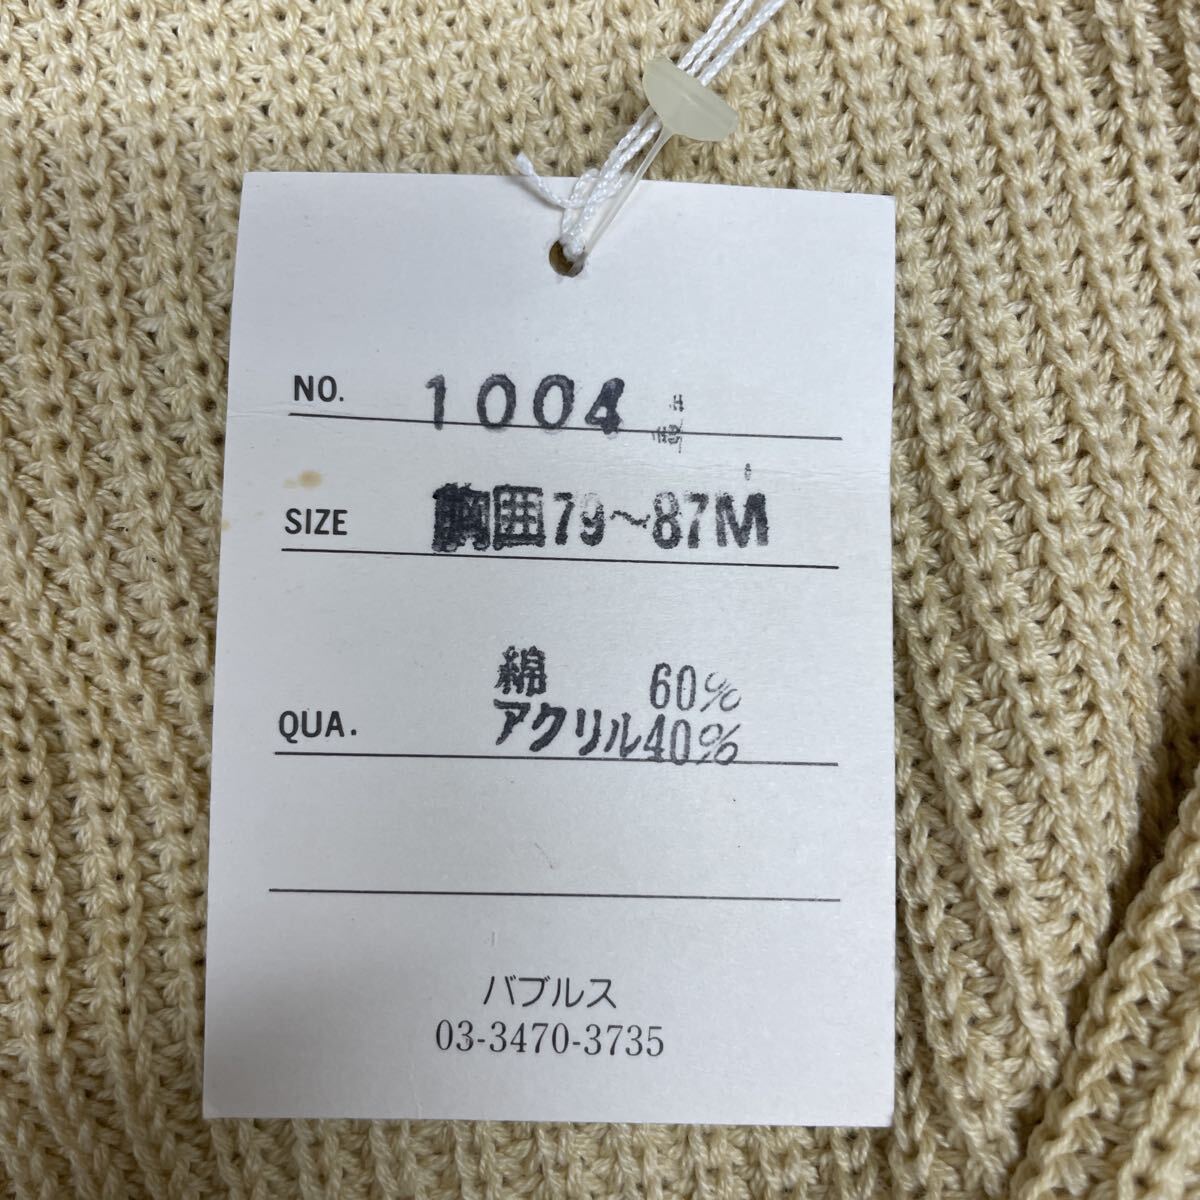 NO. 1004
SIZE 胸囲79～87M
綿 60%
QUA. アクリル40%
バブルス
03-3470-3735